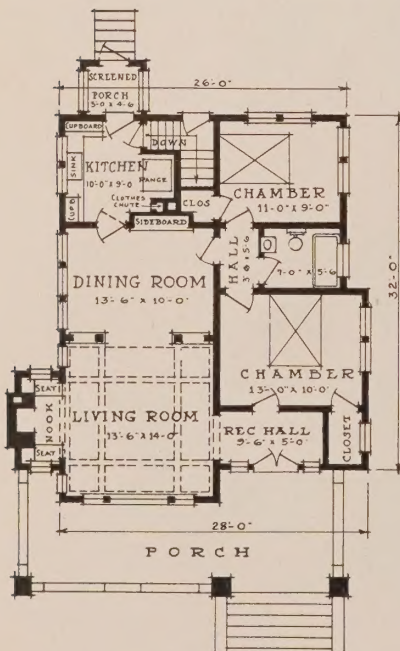 SCREENED
PORCH
5-0 x 4-6
26'-0"
CUPBOARD
DOWN
KITCHEN
10'-0" x 9'-0
SINK
RANGE
CUPB
CLOTHES
CHUTE
SIDEBOARD
CLOS
CHAMBER
11-0" x 9'-0"
HALL
3'-6 x 5-6
7-0" x 5-6
32'-0"
DINING ROOM
13'-6" x 10-0"
CHAMBER
13'-0" x 10'-0"
SEAT
NOOK
SEAT
LIVING ROOM
13'-6" x 14-0"
REC HALL
9'-6" x 5'-0"
CLOSET
28'-0"
PORCH